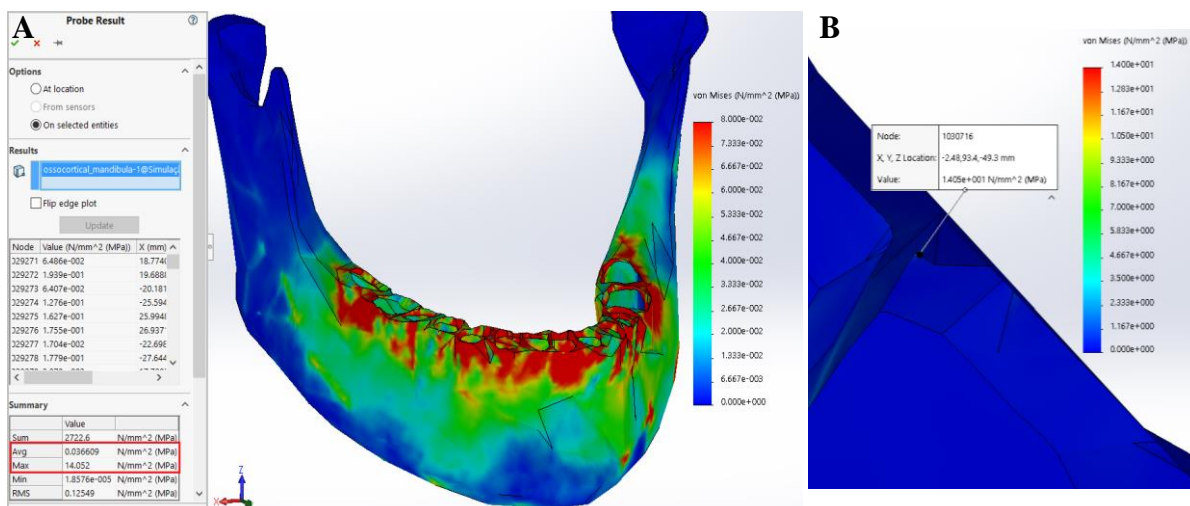 A
Probe Result
Options
At location
From sensors
On selected entities
Results
ossocortical_mandibula-1@Simulaçã
Flip edge plot
Update
Node Value (N/mm^2 (MPa)) X (mm)
329271 6.486e-002 18.7740
329272 1.939e-001 19.6888
329273 6.407e-002 -20.181
329274 1.276e-001 -25.594
329275 1.627e-001 25.9948
329276 1.755e-001 26.937
329277 1.704e-002 -22.698
329278 1.779e-001 -27.644
Summary
Value
Sum 2722.6 N/mm^2 (MPa)
Avg 0.036609 N/mm^2 (MPa)
Max 14.052 N/mm^2 (MPa)
Min 1.8576e-005 N/mm^2 (MPa)
RMS 0.12549 N/mm^2 (MPa)
Z
X
von Mises (N/mm^2 (MPa))
8.000e-002
7.333e-002
6.667e-002
6.000e-002
5.333e-002
4.667e-002
4.000e-002
3.333e-002
2.667e-002
2.000e-002
1.333e-002
6.667e-003
0.000e+000
B
von Mises (N/mm^2 (MPa))
1.400e+001
1.283e+001
1.167e+001
1.050e+001
9.333e+000
8.167e+000
7.000e+000
5.833e+000
4.667e+000
3.500e+000
2.333e+000
1.167e+000
0.000e+000
Node: 1030716
X, Y, Z Location: -2.48,93.4,-49.3 mm
Value: 1.405e+001 N/mm^2 (MPa)